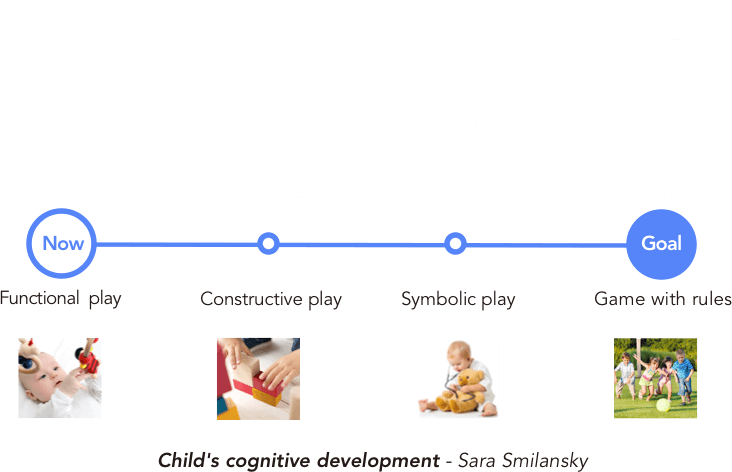 Now
Goal
Functional play
Constructive play
Symbolic play
Game with rules
Child's cognitive development - Sara Smilansky